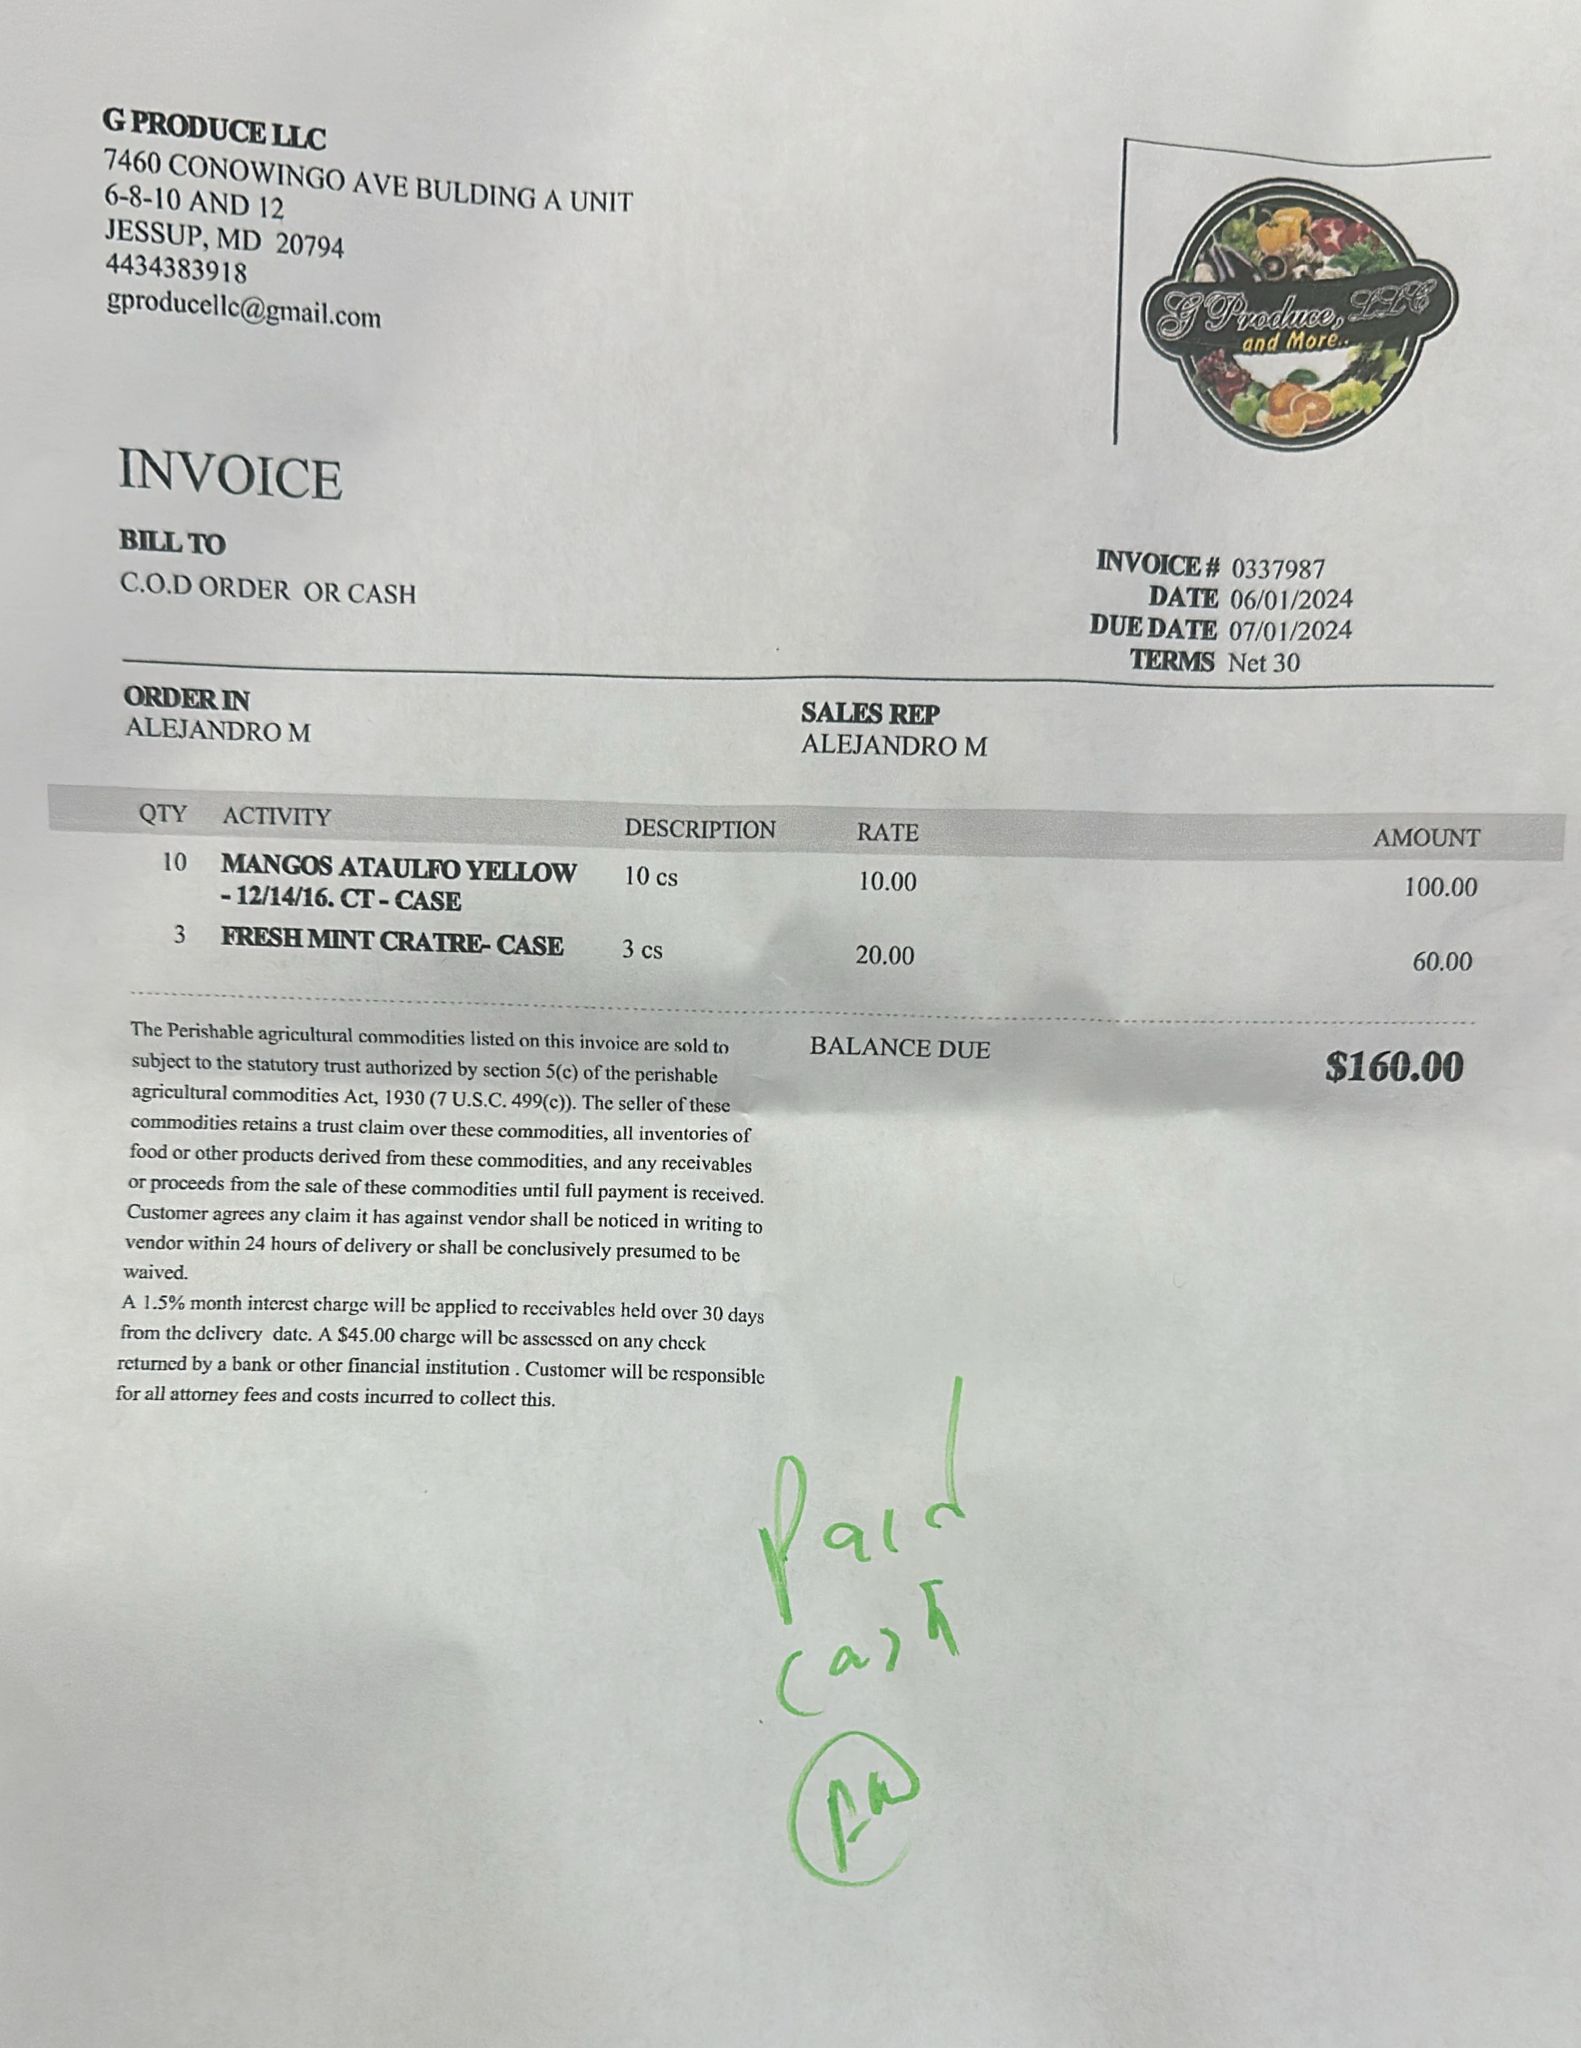 G PRODUCE LLC
7460 CONOWINGO AVE BULDING A UNIT
6-8-10 AND 12
JESSUP, MD 20794
4434383918
gproducellc@gmail.com
G Produce, LLC
and More..
INVOICE
BILL TO
C.O.D ORDER OR CASH
INVOICE # 0337987
DATE 06/01/2024
DUE DATE 07/01/2024
TERMS Net 30
ORDER IN
ALEJANDRO M
SALES REP
ALEJANDRO M
QTY ACTIVITY DESCRIPTION RATE AMOUNT
10 MANGOS ATAULFO YELLOW 10 cs 10.00 100.00
- 12/14/16. CT - CASE
3 FRESH MINT CRATRE- CASE 3 cs 20.00 60.00
The Perishable agricultural commodities listed on this invoice are sold to
subject to the statutory trust authorized by section 5(c) of the perishable
agricultural commodities Act, 1930 (7 U.S.C. 499(c)). The seller of these
commodities retains a trust claim over these commodities, all inventories of
food or other products derived from these commodities, and any receivables
or proceeds from the sale of these commodities until full payment is received.
Customer agrees any claim it has against vendor shall be noticed in writing to
vendor within 24 hours of delivery or shall be conclusively presumed to be
waived.
A 1.5% month interest charge will be applied to receivables held over 30 days
from the delivery date. A $45.00 charge will be assessed on any check
returned by a bank or other financial institution . Customer will be responsible
for all attorney fees and costs incurred to collect this.
BALANCE DUE $160.00
Paid
cash